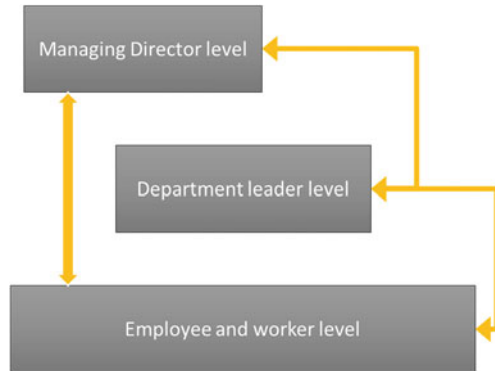 Managing Director level
Department leader level
Employee and worker level